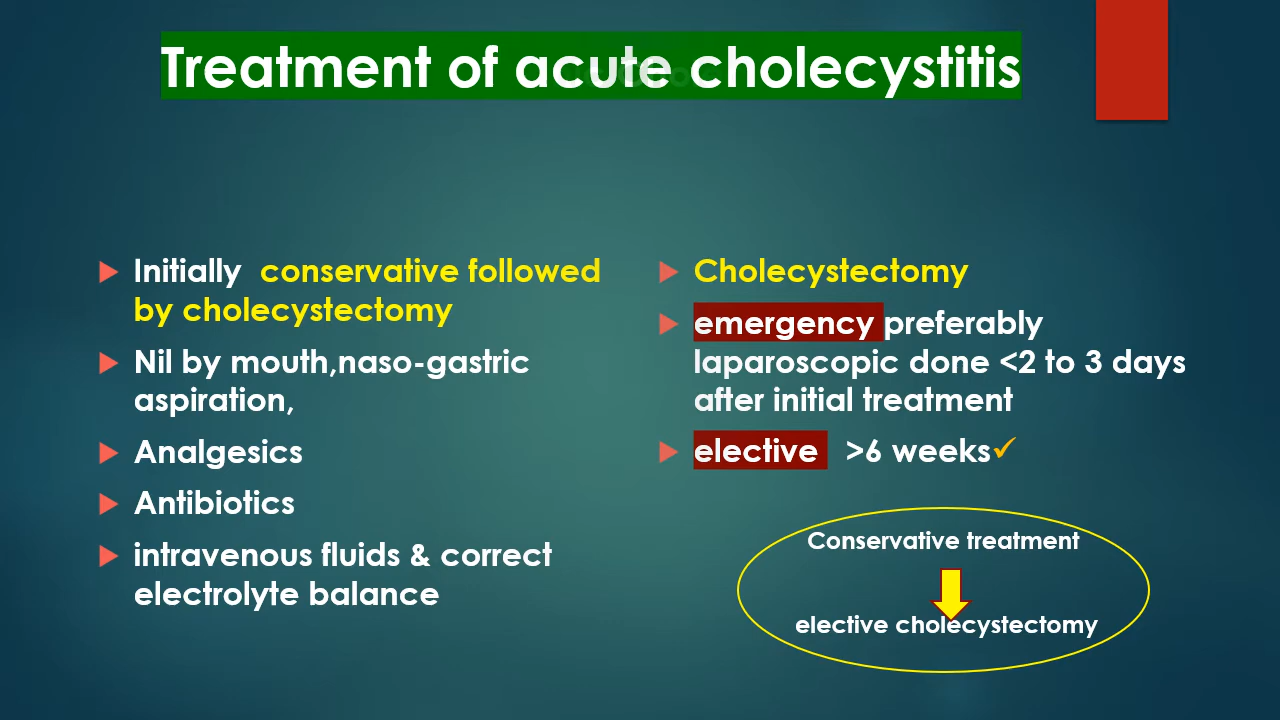 Treatment of acute cholecystitis
Initially conservative followed
by cholecystectomy
Nil by mouth,naso-gastric
aspiration,
Analgesics
Antibiotics
intravenous fluids & correct
electrolyte balance
Cholecystectomy
emergency preferably
laparoscopic done <2 to 3 days
after initial treatment
elective >6 weeks✓
Conservative treatment
elective cholecystectomy